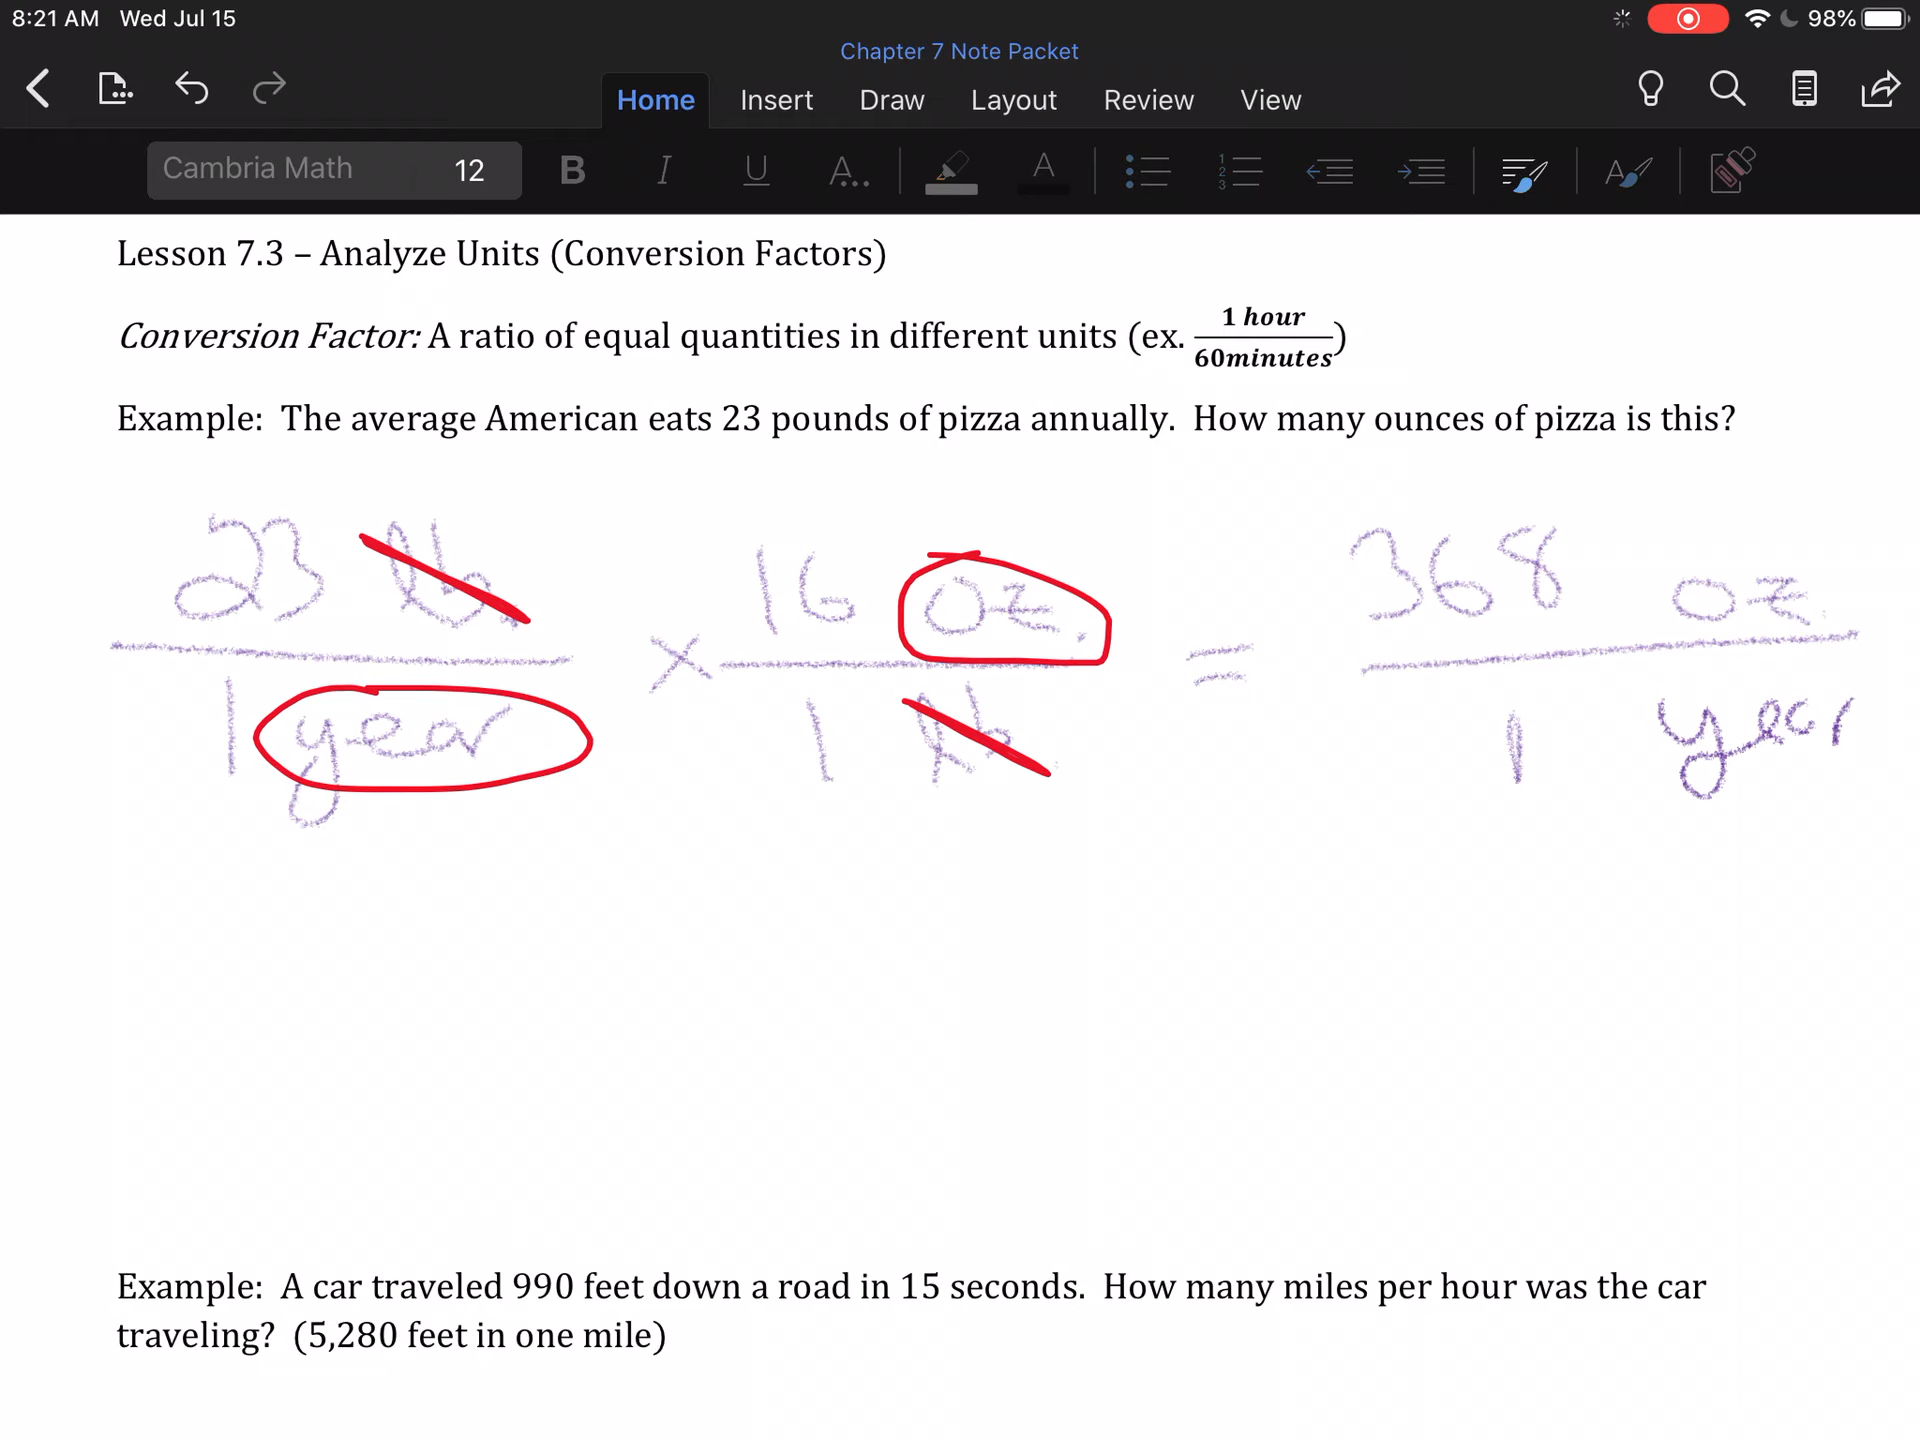 8:21 AM Wed Jul 15 98%
Chapter 7 Note Packet
Home Insert Draw Layout Review View
Cambria Math 12 B I U A... A
Lesson 7.3 – Analyze Units (Conversion Factors)
Conversion Factor: A ratio of equal quantities in different units (ex. 1 hour / 60minutes)
Example: The average American eats 23 pounds of pizza annually. How many ounces of pizza is this?
23 lb. / 1 year × 16 oz. / 1 lb = 368 oz. / 1 year
Example: A car traveled 990 feet down a road in 15 seconds. How many miles per hour was the car
traveling? (5,280 feet in one mile)